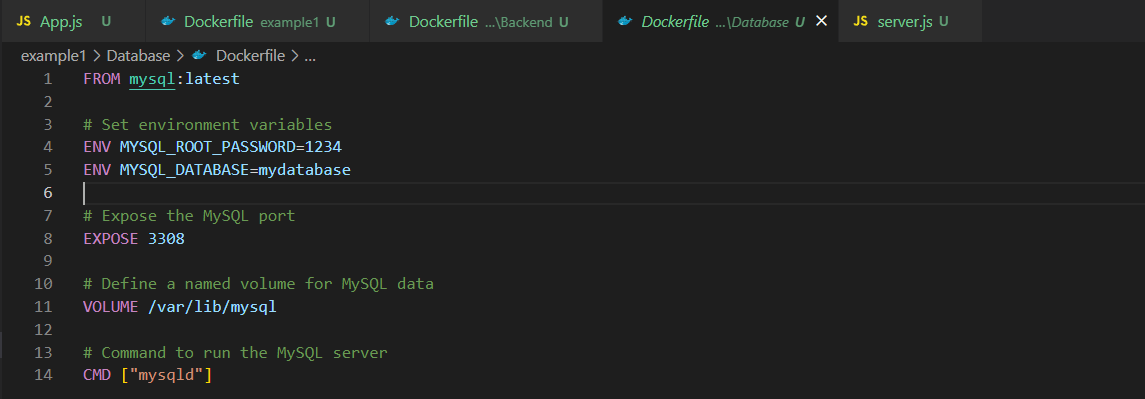 JS App.js U Dockerfile example1 U Dockerfile ...\Backend U Dockerfile ...\Database U × JS server.js U
example1 > Database > Dockerfile > ...
1 FROM mysql:latest
2
3 # Set environment variables
4 ENV MYSQL_ROOT_PASSWORD=1234
5 ENV MYSQL_DATABASE=mydatabase
6
7 # Expose the MySQL port
8 EXPOSE 3308
9
10 # Define a named volume for MySQL data
11 VOLUME /var/lib/mysql
12
13 # Command to run the MySQL server
14 CMD ["mysqld"]